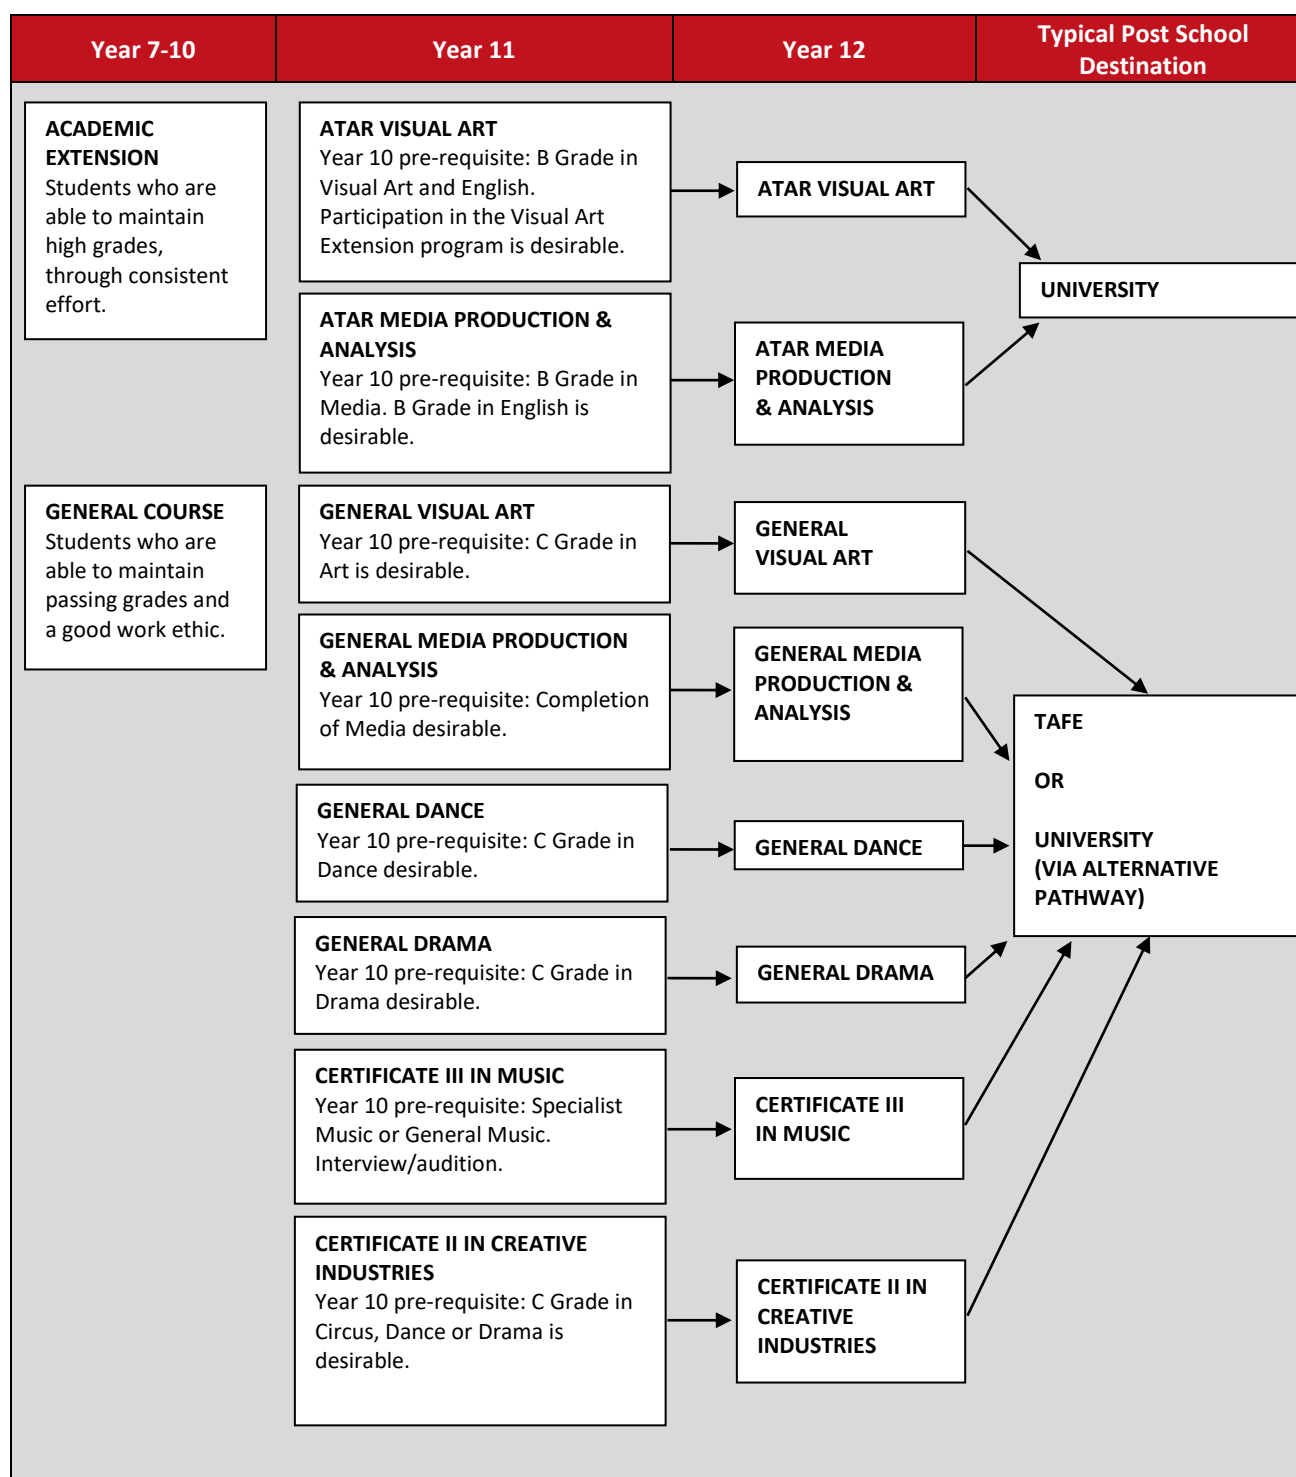 Year 7-10
Year 11
Year 12
Typical Post School
Destination
ACADEMIC
EXTENSION
Students who are
able to maintain
high grades,
through consistent
effort.
ATAR VISUAL ART
Year 10 pre-requisite: B Grade in
Visual Art and English.
Participation in the Visual Art
Extension program is desirable.
ATAR VISUAL ART
UNIVERSITY
ATAR MEDIA PRODUCTION &
ANALYSIS
Year 10 pre-requisite: B Grade in
Media. B Grade in English is
desirable.
ATAR MEDIA
PRODUCTION
& ANALYSIS
GENERAL COURSE
Students who are
able to maintain
passing grades and
a good work ethic.
GENERAL VISUAL ART
Year 10 pre-requisite: C Grade in
Art is desirable.
GENERAL
VISUAL ART
GENERAL MEDIA PRODUCTION
& ANALYSIS
Year 10 pre-requisite: Completion
of Media desirable.
GENERAL MEDIA
PRODUCTION &
ANALYSIS
TAFE
OR
UNIVERSITY
(VIA ALTERNATIVE
PATHWAY)
GENERAL DANCE
Year 10 pre-requisite: C Grade in
Dance desirable.
GENERAL DANCE
GENERAL DRAMA
Year 10 pre-requisite: C Grade in
Drama desirable.
GENERAL DRAMA
CERTIFICATE III IN MUSIC
Year 10 pre-requisite: Specialist
Music or General Music.
Interview/audition.
CERTIFICATE III
IN MUSIC
CERTIFICATE II IN CREATIVE
INDUSTRIES
Year 10 pre-requisite: C Grade in
Circus, Dance or Drama is
desirable.
CERTIFICATE II IN
CREATIVE
INDUSTRIES